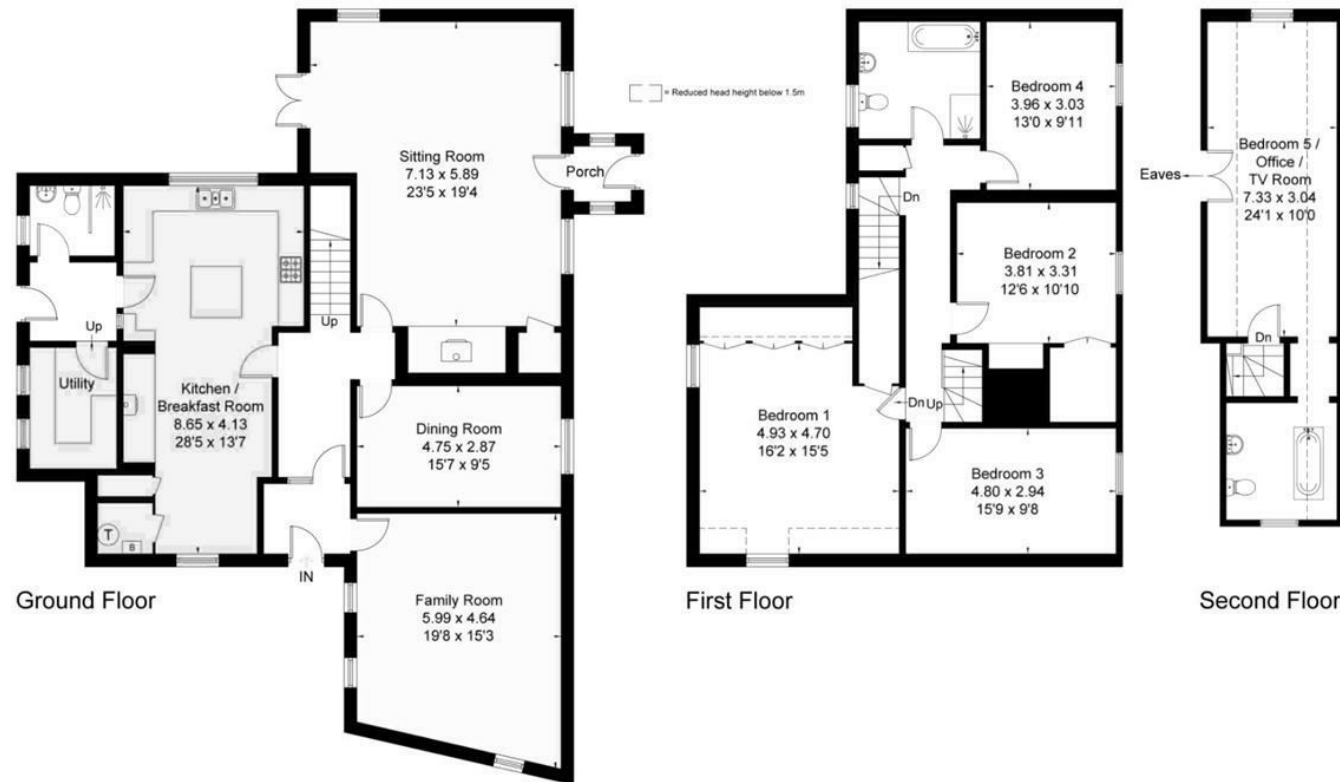 Sitting Room
7.13 x 5.89
23'5 x 19'4
Porch
Up
Up
Utility
Kitchen /
Breakfast Room
8.65 x 4.13
28'5 x 13'7
Dining Room
4.75 x 2.87
15'7 x 9'5
T
B
IN
Family Room
5.99 x 4.64
19'8 x 15'3
Ground Floor
= Reduced head height below 1.5m
Bedroom 4
3.96 x 3.03
13'0 x 9'11
Dn
Bedroom 2
3.81 x 3.31
12'6 x 10'10
Bedroom 1
4.93 x 4.70
16'2 x 15'5
Dn
Up
Bedroom 3
4.80 x 2.94
15'9 x 9'8
First Floor
Eaves
Bedroom 5 /
Office /
TV Room
7.33 x 3.04
24'1 x 10'0
Dn
Second Floor